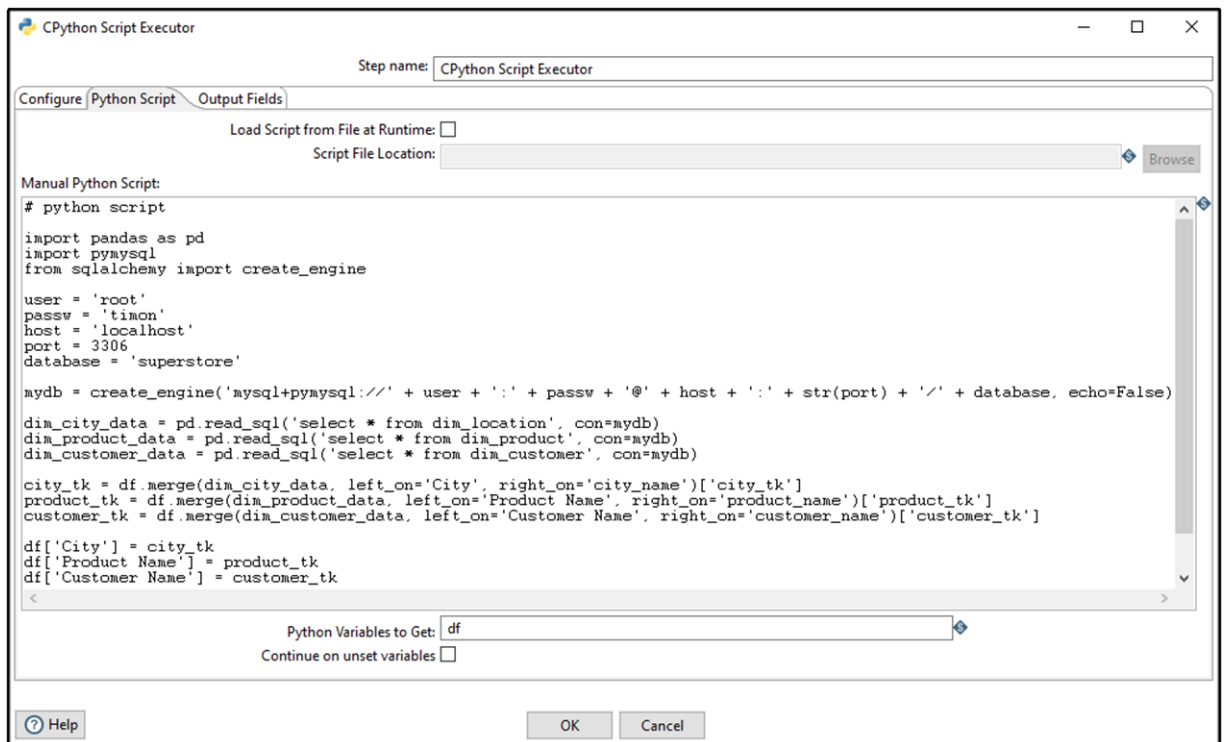 CPython Script Executor
Step name: CPython Script Executor
Configure Python Script Output Fields
Load Script from File at Runtime:
Script File Location: Browse
Manual Python Script:
# python script
import pandas as pd
import pymysql
from sqlalchemy import create_engine
user = 'root'
passw = 'timon'
host = 'localhost'
port = 3306
database = 'superstore'
mydb = create_engine('mysql+pymysql://' + user + ':' + passw + '@' + host + ':' + str(port) + '/' + database, echo=False)
dim_city_data = pd.read_sql('select * from dim_location', con=mydb)
dim_product_data = pd.read_sql('select * from dim_product', con=mydb)
dim_customer_data = pd.read_sql('select * from dim_customer', con=mydb)
city_tk = df.merge(dim_city_data, left_on='City', right_on='city_name')['city_tk']
product_tk = df.merge(dim_product_data, left_on='Product Name', right_on='product_name')['product_tk']
customer_tk = df.merge(dim_customer_data, left_on='Customer Name', right_on='customer_name')['customer_tk']
df['City'] = city_tk
df['Product Name'] = product_tk
df['Customer Name'] = customer_tk
Python Variables to Get: df
Continue on unset variables
Help OK Cancel